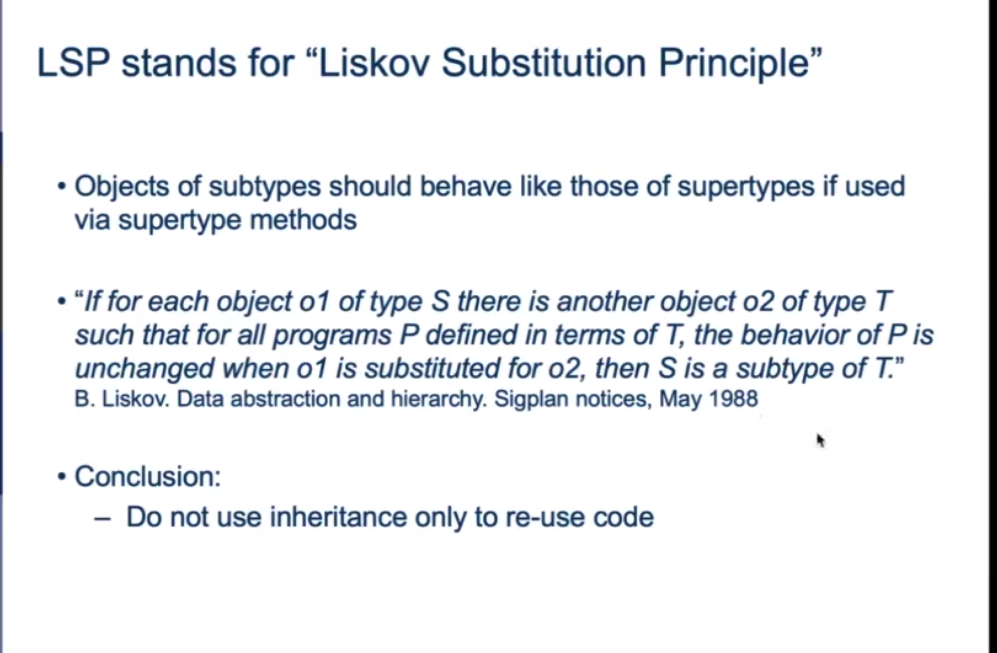 LSP stands for “Liskov Substitution Principle”
• Objects of subtypes should behave like those of supertypes if used
via supertype methods
• “If for each object o1 of type S there is another object o2 of type T
such that for all programs P defined in terms of T, the behavior of P is
unchanged when o1 is substituted for o2, then S is a subtype of T.”
B. Liskov. Data abstraction and hierarchy. Sigplan notices, May 1988
• Conclusion:
– Do not use inheritance only to re-use code